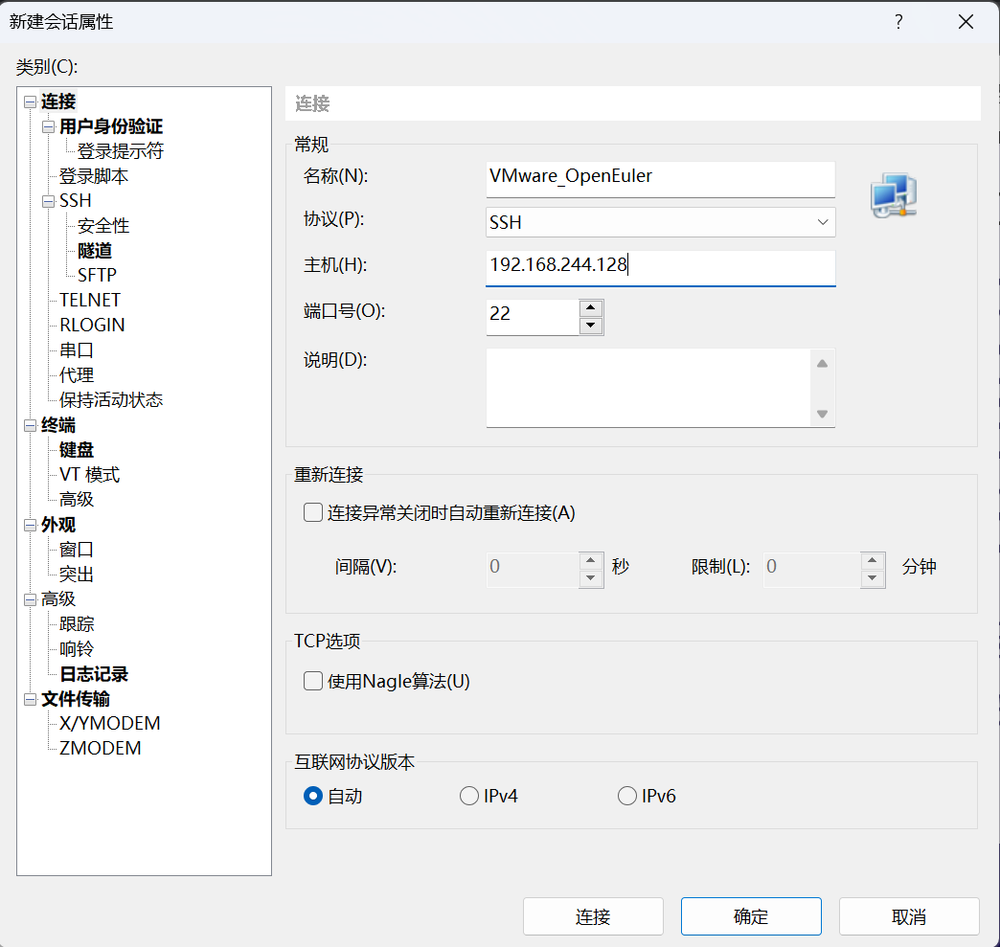 新建会话属性
?
类别(C):
连接
用户身份验证
登录提示符
登录脚本
SSH
安全性
隧道
SFTP
TELNET
RLOGIN
串口
代理
保持活动状态
终端
键盘
VT 模式
高级
外观
窗口
突出
高级
跟踪
响铃
日志记录
文件传输
X/YMODEM
ZMODEM
连接
常规
名称(N): VMware_OpenEuler
协议(P): SSH
主机(H): 192.168.244.128
端口号(O): 22
说明(D):
重新连接
连接异常关闭时自动重新连接(A)
间隔(V): 0 秒 限制(L): 0 分钟
TCP选项
使用Nagle算法(U)
互联网协议版本
自动 IPv4 IPv6
连接 确定 取消